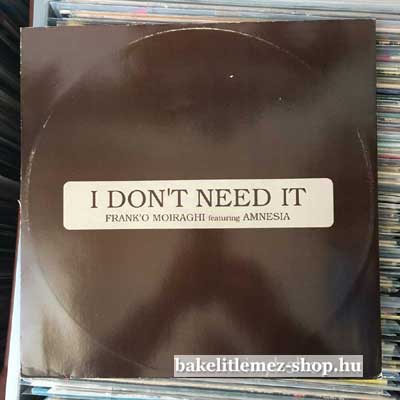 I DON'T NEED IT
FRANK'O MOIRAGHI featuring AMNESIA
bakelitlemez-shop.hu